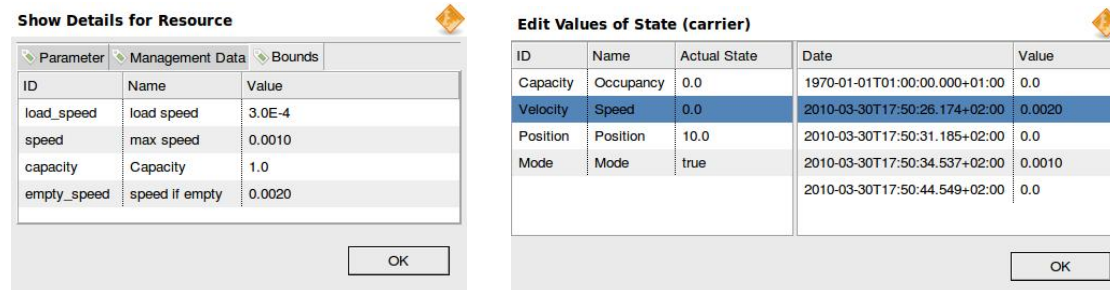 Show Details for Resource
Parameter Management Data Bounds
ID Name Value
load_speed load speed 3.0E-4
speed max speed 0.0010
capacity Capacity 1.0
empty_speed speed if empty 0.0020
OK
Edit Values of State (carrier)
ID Name Actual State Date Value
Capacity Occupancy 0.0 1970-01-01T01:00:00.000+01:00 0.0
Velocity Speed 0.0 2010-03-30T17:50:26.174+02:00 0.0020
Position Position 10.0 2010-03-30T17:50:31.185+02:00 0.0
Mode Mode true 2010-03-30T17:50:34.537+02:00 0.0010
2010-03-30T17:50:44.549+02:00 0.0
OK